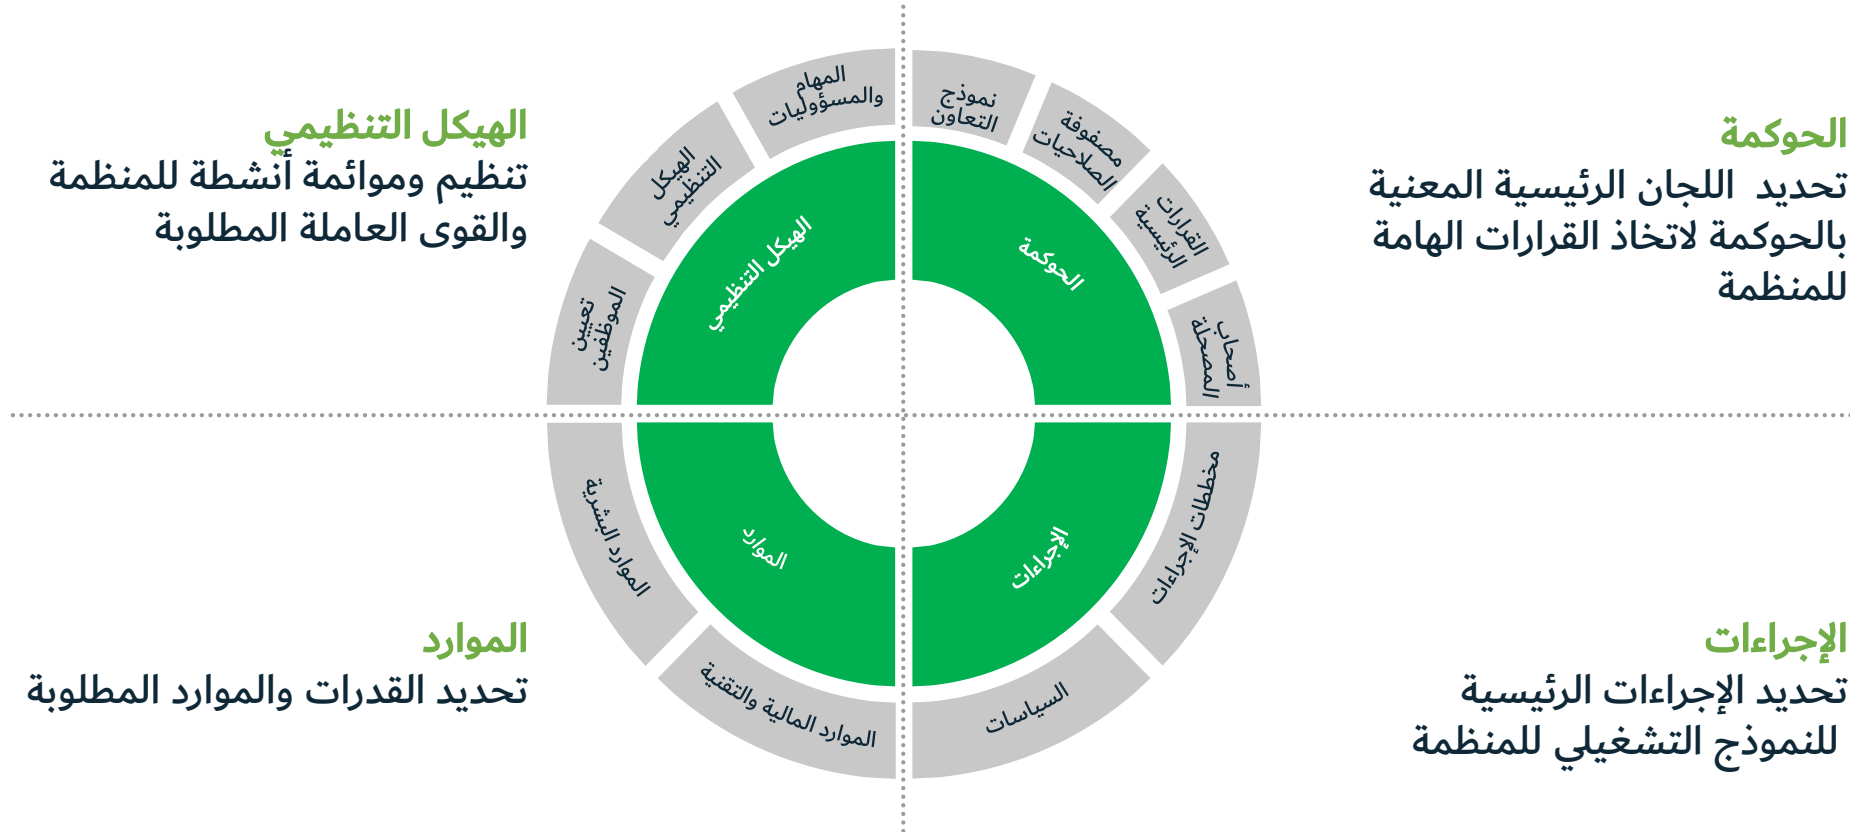 الحوكمة
تحديد اللجان الرئيسية المعنية
بالحوكمة لاتخاذ القرارات الهامة
للمنظمة
الهيكل التنظيمي
تنظيم وموائمة أنشطة للمنظمة
والقوى العاملة المطلوبة
نموذج
التعاون
مصفوفة
الصلاحيات
القرارات
الرئيسية
أصحاب
المصحلة
المهام
والمسؤوليات
الهيكل
التنظيمي
تعيين
الموظفين
الحوكمة
الهيكل التنظيمي
الإجراءات
الموارد
مخططات الإجراءات
السياسات
الموارد المالية والتقنية
الموارد البشرية
الإجراءات
تحديد الإجراءات الرئيسية
للنموذج التشغيلي للمنظمة
الموارد
تحديد القدرات والموارد المطلوبة